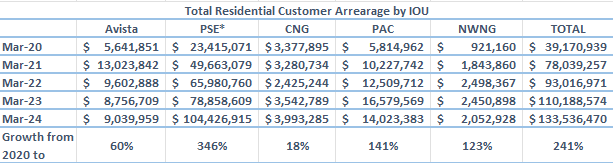 Total Residential Customer Arrearage by IOU
Avista PSE* CNG PAC NWNG TOTAL
Mar-20 $ 5,641,851 $ 23,415,071 $ 3,377,895 $ 5,814,962 $ 921,160 $ 39,170,939
Mar-21 $ 13,023,842 $ 49,663,079 $ 3,280,734 $ 10,227,742 $ 1,843,860 $ 78,039,257
Mar-22 $ 9,602,888 $ 65,980,760 $ 2,425,244 $ 12,509,712 $ 2,498,367 $ 93,016,971
Mar-23 $ 8,756,709 $ 78,858,609 $ 3,542,789 $ 16,579,569 $ 2,450,898 $ 110,188,574
Mar-24 $ 9,039,959 $ 104,426,915 $ 3,993,285 $ 14,023,383 $ 2,052,928 $ 133,536,470
Growth from
2020 to 60% 346% 18% 141% 123% 241%